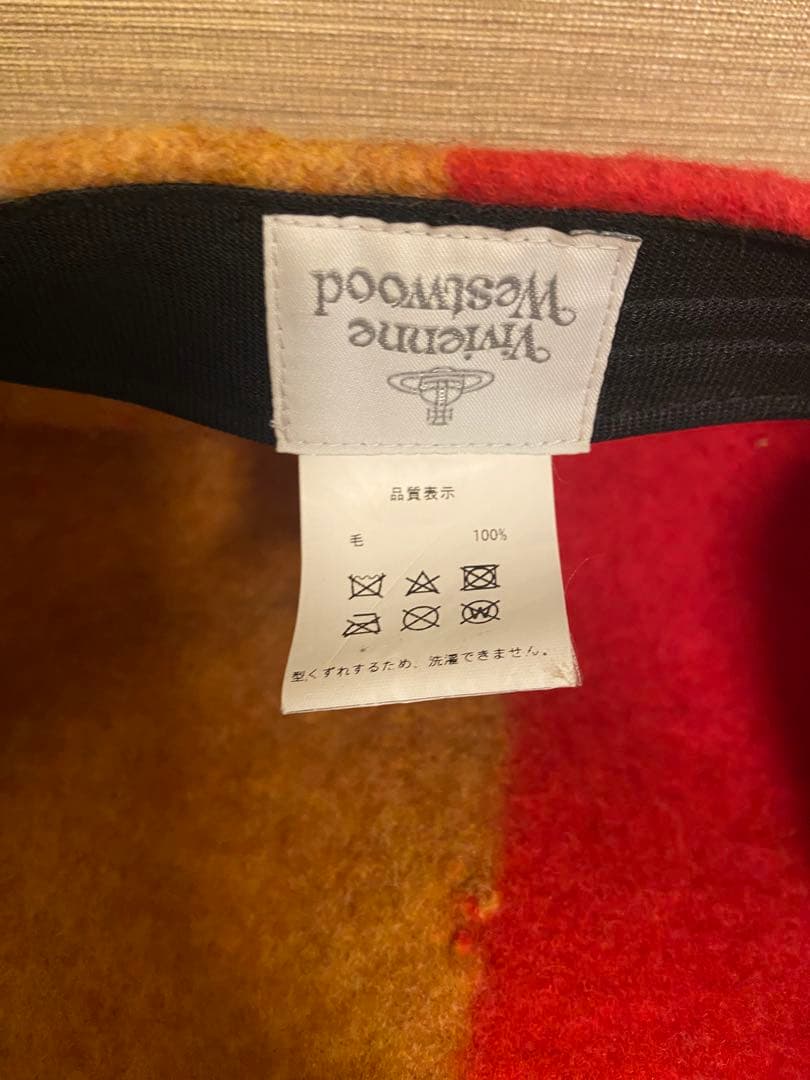 Vivienne
Westwood
品質表示
毛 100%
W
型くずれするため、洗濯できません。